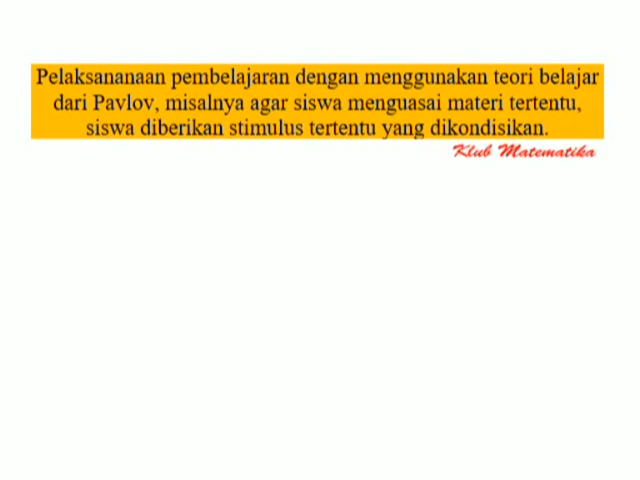 Pelaksananaan pembelajaran dengan menggunakan teori belajar
dari Pavlov, misalnya agar siswa menguasai materi tertentu,
siswa diberikan stimulus tertentu yang dikondisikan.
Klub Matematika